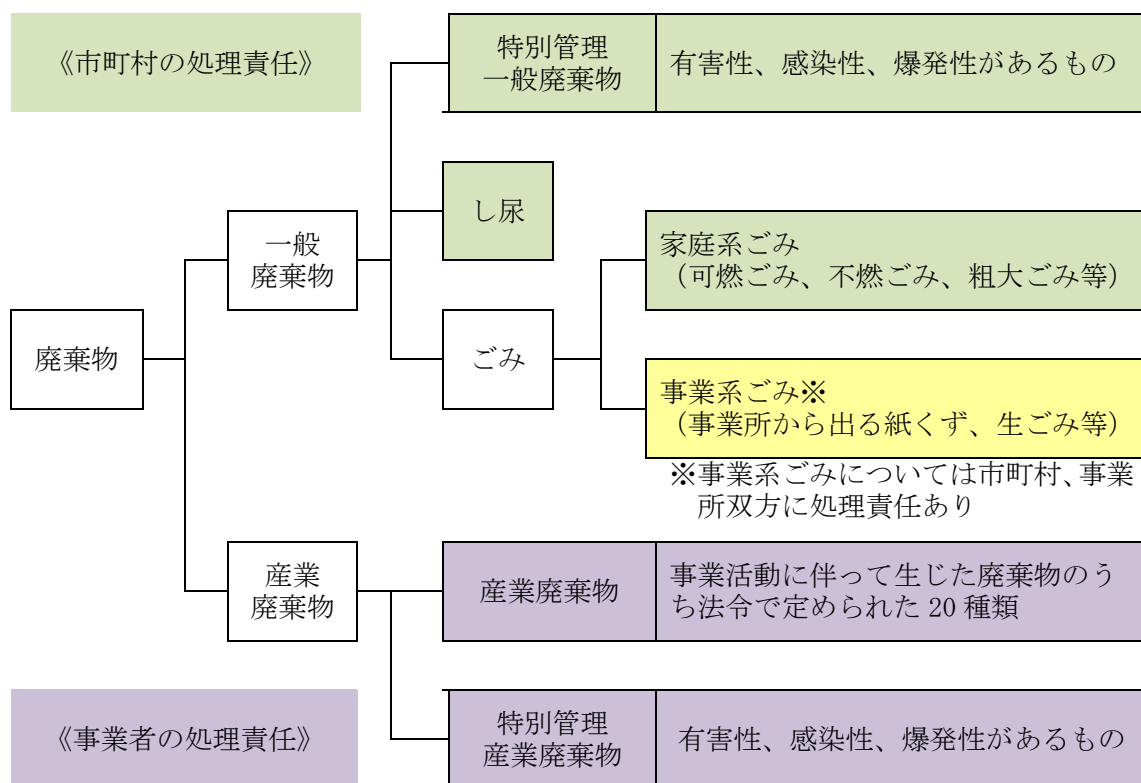 《市町村の処理責任》
特別管理
一般廃棄物
有害性、感染性、爆発性があるもの
し尿
一般
廃棄物
家庭系ごみ
（可燃ごみ、不燃ごみ、粗大ごみ等）
廃棄物
ごみ
事業系ごみ※
（事業所から出る紙くず、生ごみ等）
※事業系ごみについては市町村、事業
所双方に処理責任あり
産業
廃棄物
産業廃棄物
事業活動に伴って生じた廃棄物のう
ち法令で定められた 20 種類
《事業者の処理責任》
特別管理
産業廃棄物
有害性、感染性、爆発性があるもの